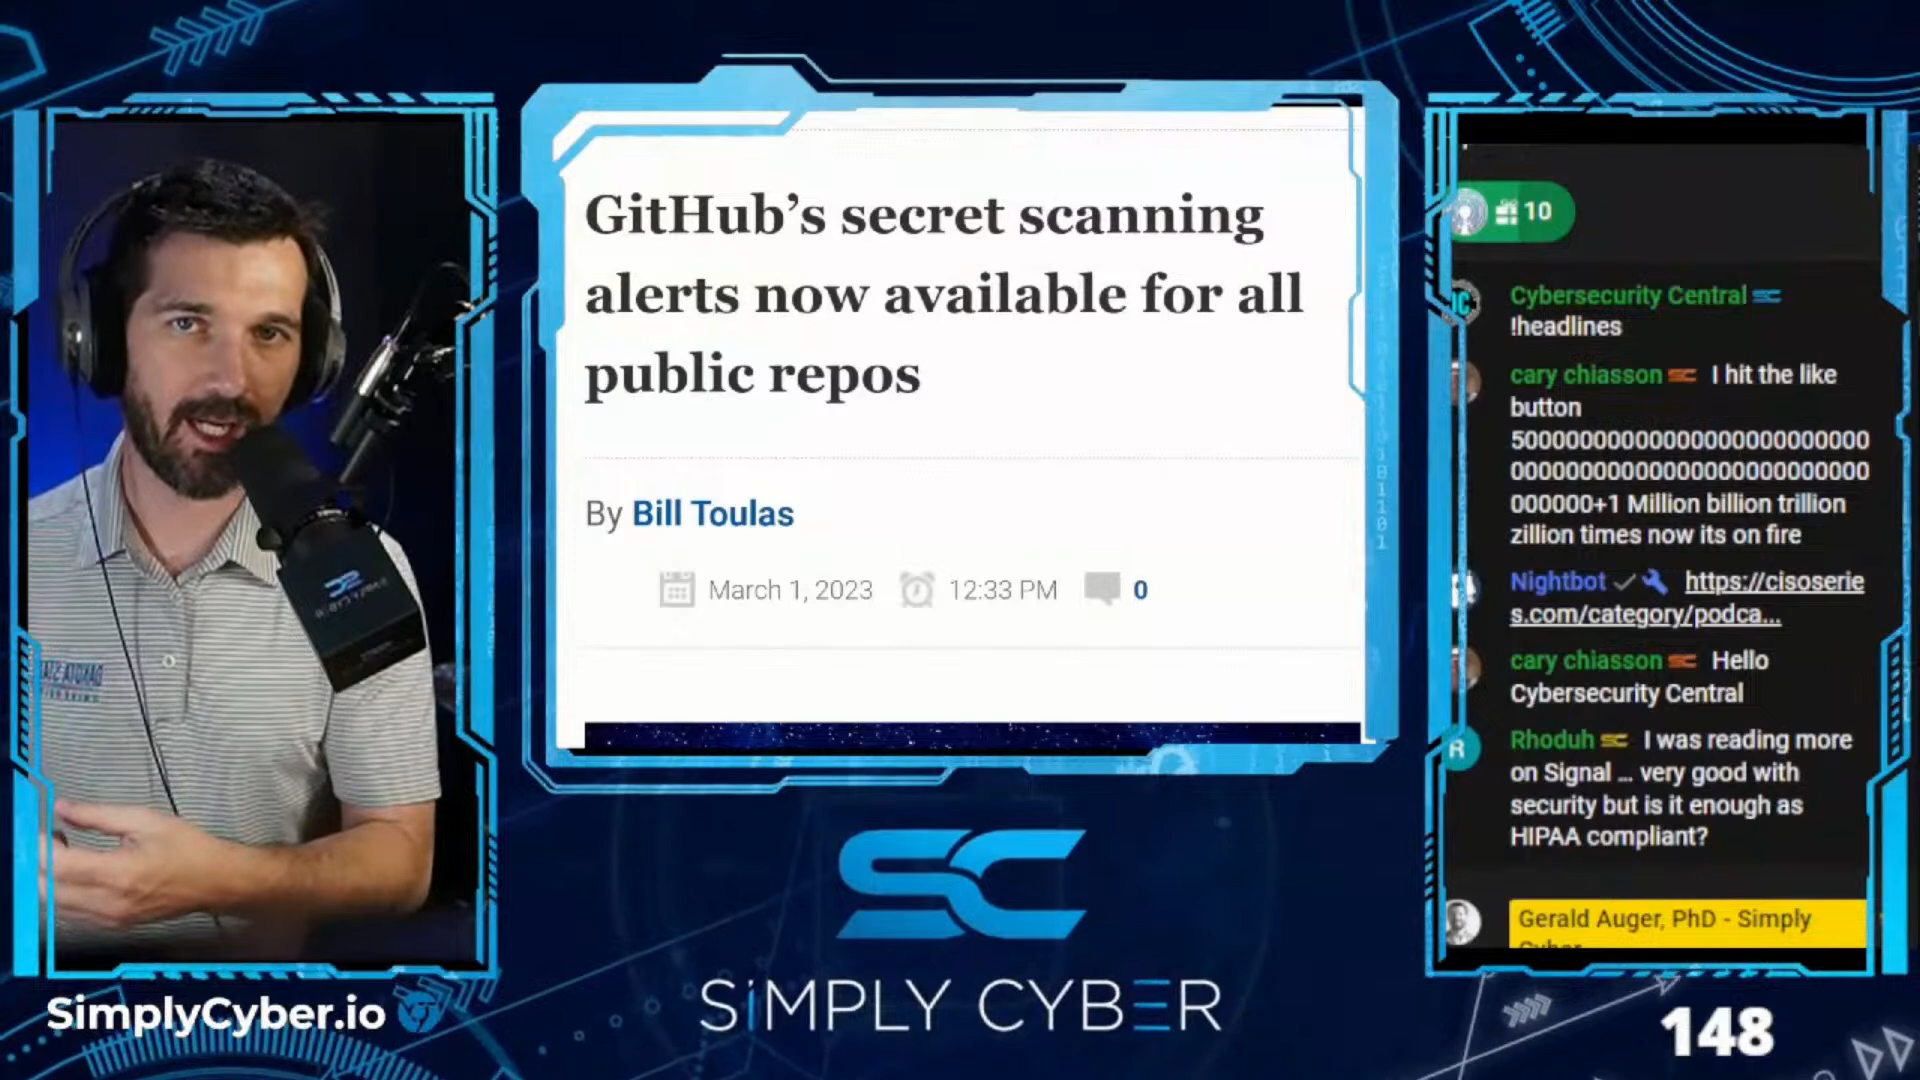 GitHub’s secret scanning
alerts now available for all
public repos
By Bill Toulas
March 1, 2023 12:33 PM 0
SC
SiMPLY CYBER
SimplyCyber.io
10
Cybersecurity Central
!headlines
cary chiasson I hit the like
button
5000000000000000000000000000
0000000000000000000000000000
000000+1 Million billion trillion
zillion times now its on fire
Nightbot https://cisoserie
s.com/category/podca...
cary chiasson Hello
Cybersecurity Central
R
Rhoduh I was reading more
on Signal ... very good with
security but is it enough as
HIPAA compliant?
Gerald Auger, PhD - Simply
148